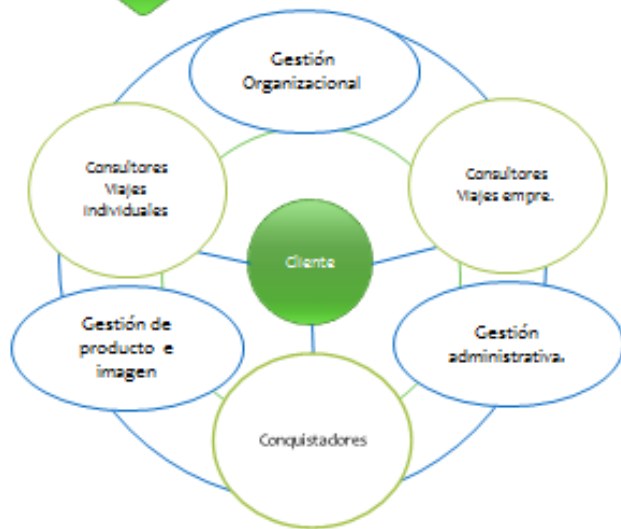 Gestión
Organizacional
Consultores
Viajes
Individuales
Consultores
Viajes empre.
Cliente
Gestión de
producto e
imagen
Gestión
administrativa.
Conquistadores